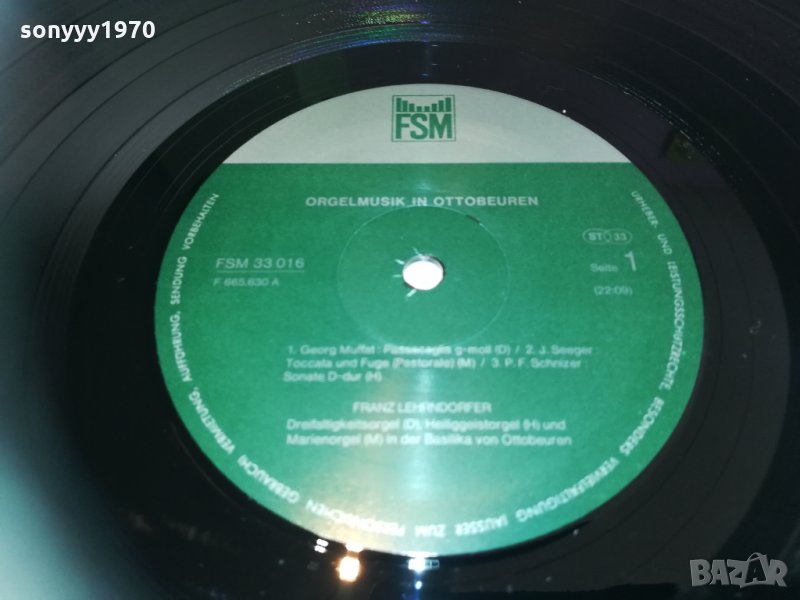 sonyyy1970
FSM
ORGELMUSIK IN OTTOBEUREN
FSM 33 016
F 665.630 A
ST 33
Seite 1
(22:09)
1. Georg Muffat: Passacaglia g-moll (D) / 2. J. Seeger:
Toccata und Fuge (Pastorale) (M) / 3. P.F. Schnizer:
Sonate D-dur (H)
FRANZ LEHRNDORFER
Dreifaltigkeitsorgel (D), Heiliggeistorgel (H) und
Marienorgel (M) in der Basilika von Ottobeuren
URHEBER- UND LEISTUNGSSCHUTZRECHTE, BESONDERS VERVIELFÄLTIGUNG (AUSSER ZUM PERSÖNLICHEN GEBRAUCH) VERMIETUNG, AUFFÜHRUNG, SENDUNG VORBEHALTEN
BAZAR